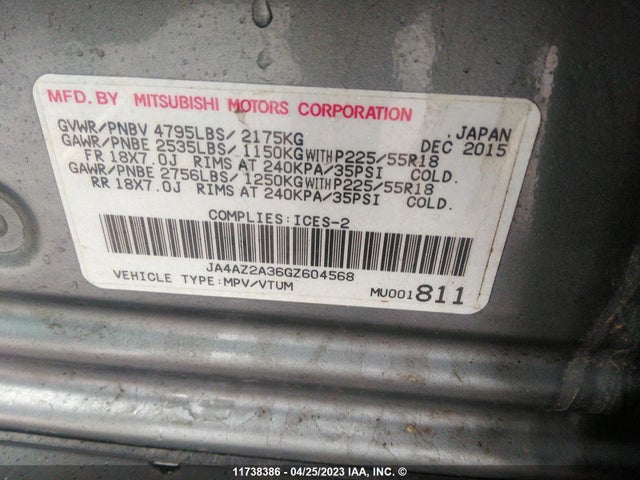 MFD. BY MITSUBISHI MOTORS CORPORATION
GVWR/PNBV 4795LBS/ 2175KG .JAPAN
GAWR/PNBE 2535LBS/ 1150KG WITH P225/55R18 DEC 2015
FR 18X7.0J RIMS AT 240KPA/35PSI COLD.
GAWR/PNBE 2756LBS/ 1250KG WITH P225/55R18
RR 18X7.0J RIMS AT 240KPA/35PSI COLD.
COMPLIES:ICES-2
JA4AZ2A36GZ604568
VEHICLE TYPE:MPV/VTUM MU001811
11738386 - 04/25/2023 IAA, INC. ©